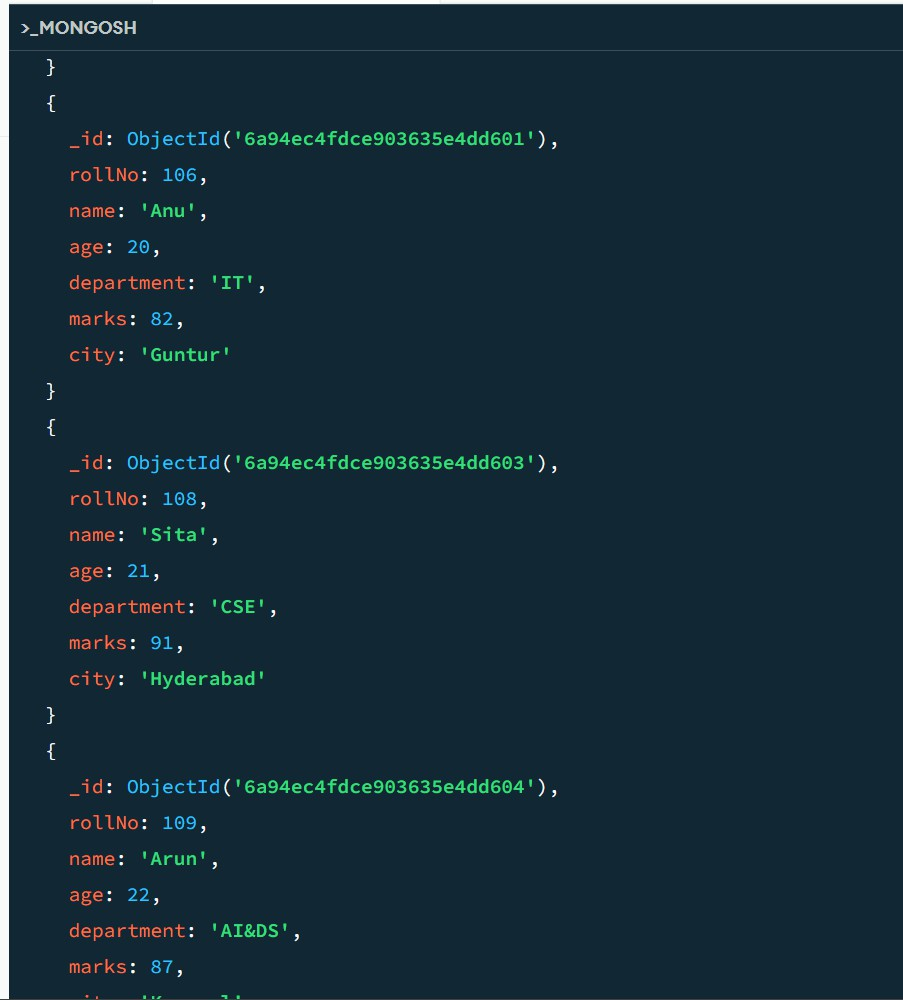 >_MONGOSH
}
{
_id: ObjectId('6a94ec4fdce903635e4dd601'),
rollNo: 106,
name: 'Anu',
age: 20,
department: 'IT',
marks: 82,
city: 'Guntur'
}
{
_id: ObjectId('6a94ec4fdce903635e4dd603'),
rollNo: 108,
name: 'Sita',
age: 21,
department: 'CSE',
marks: 91,
city: 'Hyderabad'
}
{
_id: ObjectId('6a94ec4fdce903635e4dd604'),
rollNo: 109,
name: 'Arun',
age: 22,
department: 'AI&DS',
marks: 87,